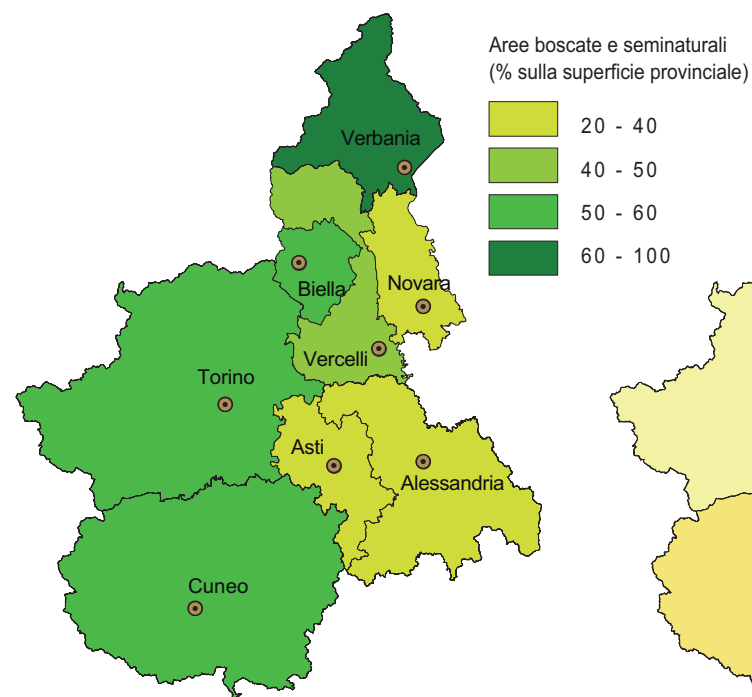 Aree boscate e seminaturali
(% sulla superficie provinciale)
20 - 40
40 - 50
50 - 60
60 - 100
Verbania
Biella
Novara
Vercelli
Torino
Asti
Alessandria
Cuneo